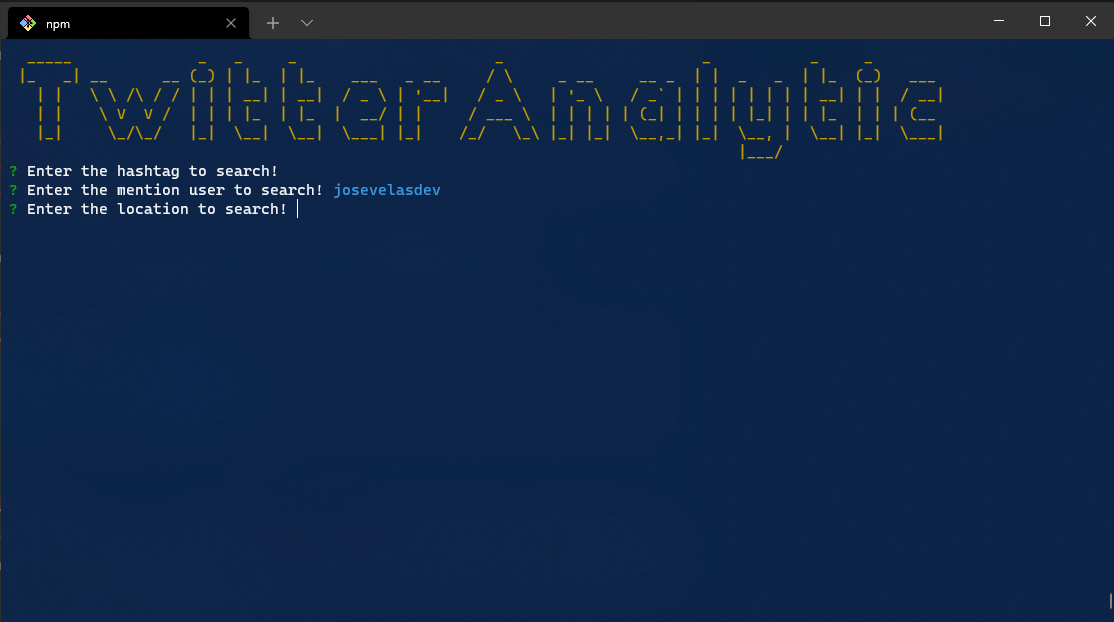 npm
Twitter Analytic
? Enter the hashtag to search!
? Enter the mention user to search! josevelasdev
? Enter the location to search!